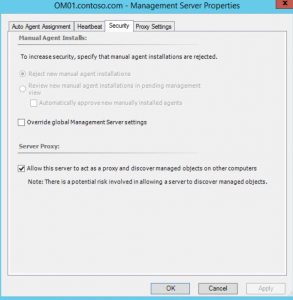 OM01.contoso.com - Management Server Properties
Auto Agent Assignment Heartbeat Security Proxy Settings
Manual Agent Installs:
To increase security, specify that manual agent installations are rejected.
Reject new manual agent installations
Review new manual agent installations in pending management
view
Automatically approve new manually installed agents
Override global Management Server settings
Server Proxy:
Allow this server to act as a proxy and discover managed objects on other computers
Note: There is a potential risk involved in allowing a server to discover managed objects.
OK Cancel Apply